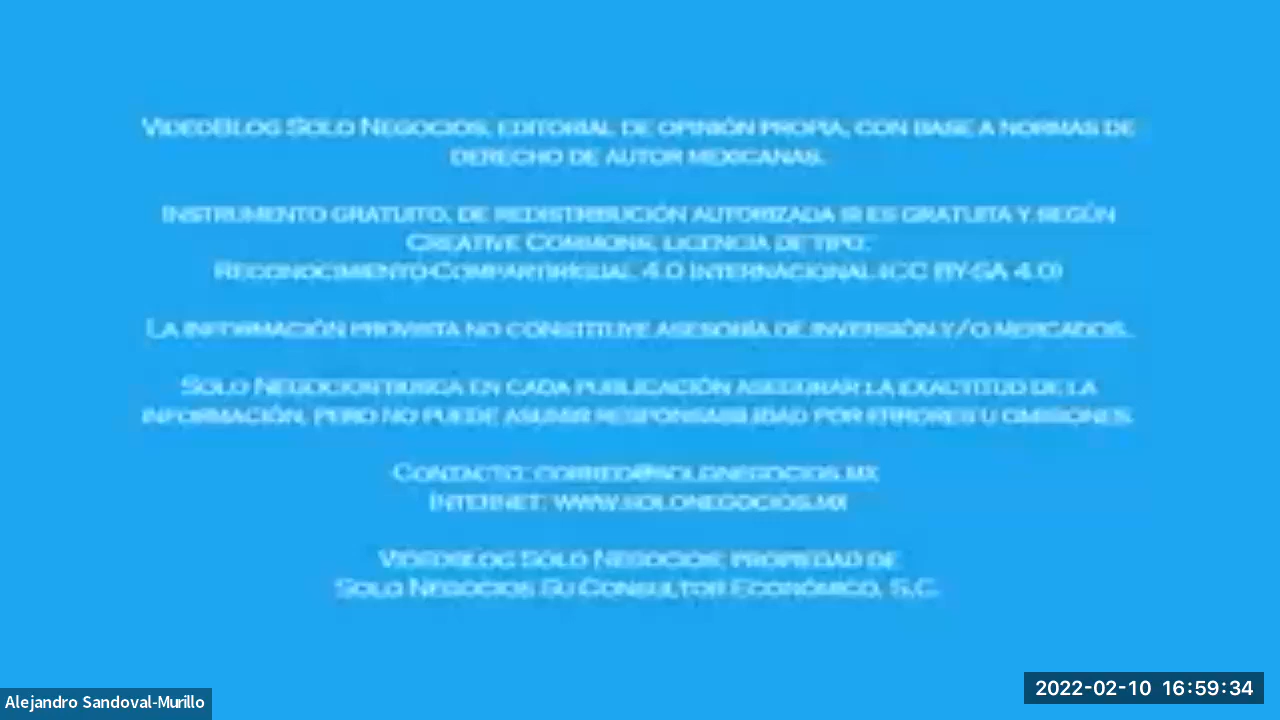 VIDEOBLOG SOLO NEGOCIOS, EDITORIAL DE OPINIÓN PROPIA, CON BASE A NORMAS DE
DERECHO DE AUTOR MEXICANAS.
INSTRUMENTO GRATUITO, DE REDISTRIBUCIÓN AUTORIZADA SI ES GRATUITA Y SEGÚN
CREATIVE COMMONS, LICENCIA DE TIPO:
RECONOCIMIENTO-COMPARTIRIGUAL 4.0 INTERNACIONAL (CC BY-SA 4.0)
LA INFORMACIÓN PROVISTA NO CONSTITUYE ASESORÍA DE INVERSIÓN Y/O MERCADOS.
SOLO NEGOCIOS BUSCA EN CADA PUBLICACIÓN ASEGURAR LA EXACTITUD DE LA
INFORMACIÓN, PERO NO PUEDE ASUMIR RESPONSABILIDAD POR ERRORES U OMISIONES.
CONTACTO: CORREO@SOLONEGOCIOS.MX
INTERNET: WWW.SOLONEGOCIOS.MX
VIDEOBLOG SOLO NEGOCIOS: PROPIEDAD DE
SOLO NEGOCIOS SU CONSULTOR ECONÓMICO, S.C.
Alejandro Sandoval-Murillo
2022-02-10 16:59:34